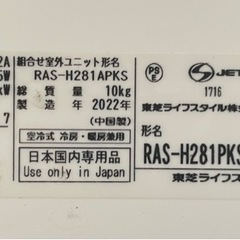 2A
5W
kW
7
組合せ室外ユニット形名
RAS-H281APKS
総質量 10kg
製造年 2022年
(中国製)
空冷式 冷房・暖房兼用
日本国内専用品
Use only in Japan
PS
E
JET
1716
東芝ライフスタイル株
形名
RAS-H281PKS
東芝ライフス